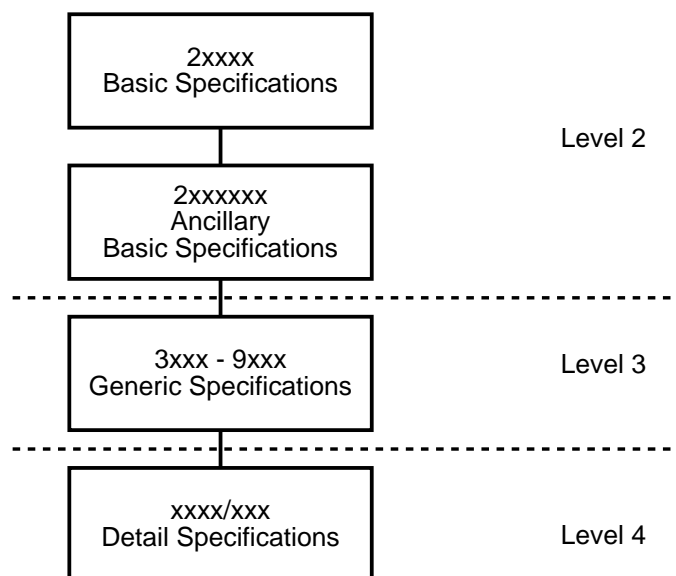 2xxxx
Basic Specifications
Level 2
2xxxxxx
Ancillary
Basic Specifications
3xxx - 9xxx
Generic Specifications
Level 3
xxxx/xxx
Detail Specifications
Level 4